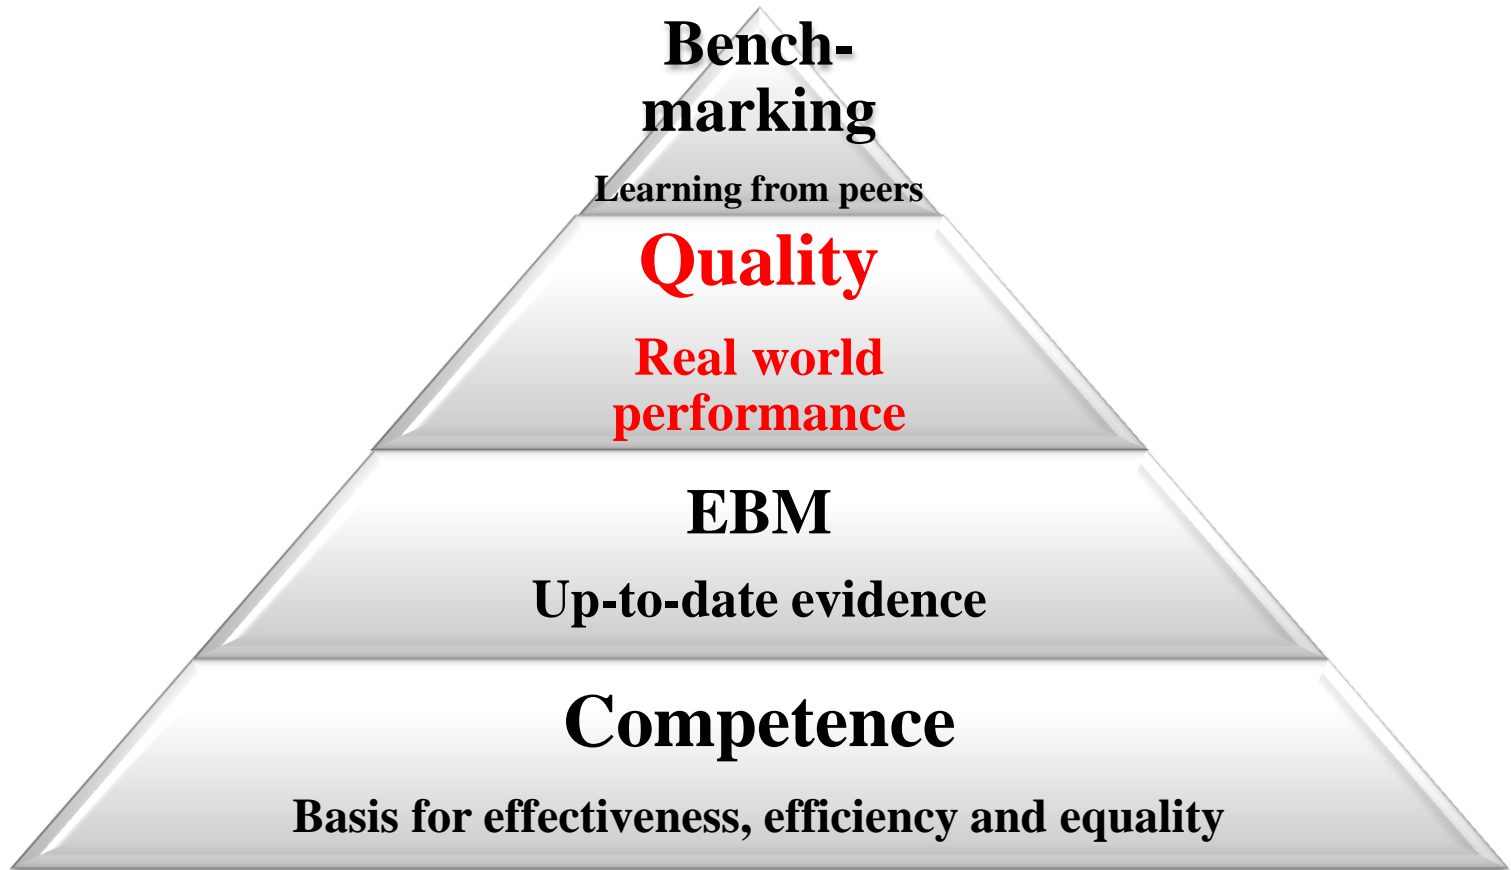 Bench-
marking
Learning from peers
Quality
Real world
performance
EBM
Up-to-date evidence
Competence
Basis for effectiveness, efficiency and equality